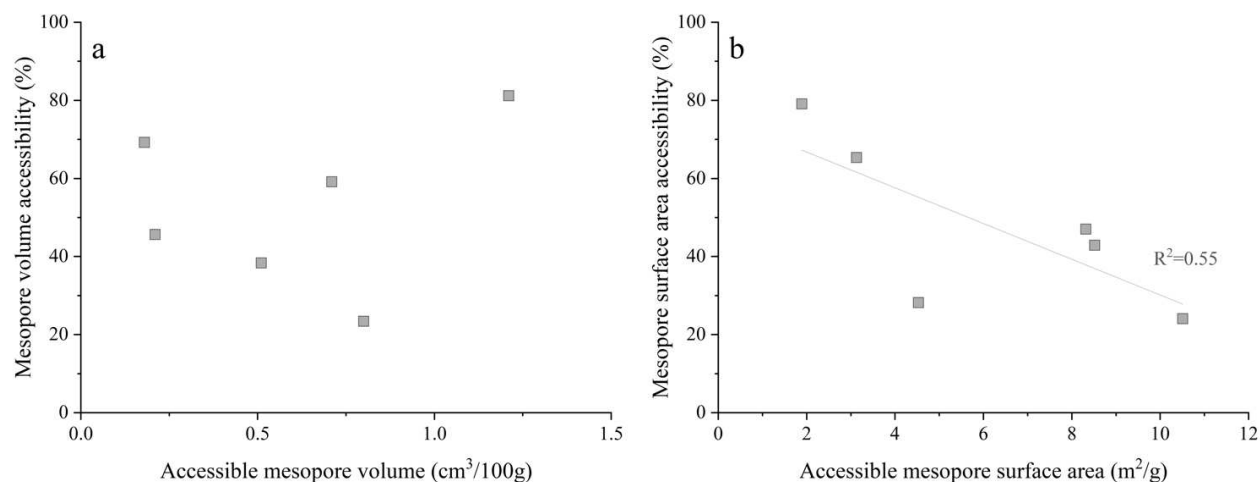 a
Mesopore volume accessibility (%)
100
80
60
40
20
0
0.0 0.5 1.0 1.5
Accessible mesopore volume (cm³/100g)
b
Mesopore surface area accessibility (%)
100
80
60
40
20
0
R²=0.55
0 2 4 6 8 10 12
Accessible mesopore surface area (m²/g)